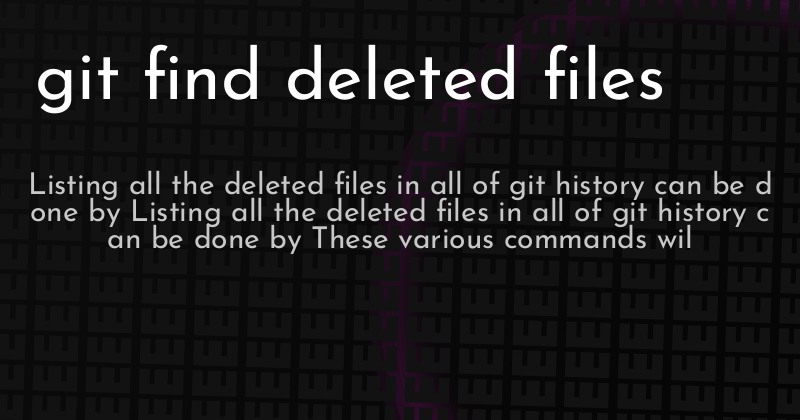 git find deleted files
Listing all the deleted files in all of git history can be d
one by Listing all the deleted files in all of git history c
an be done by These various commands wil